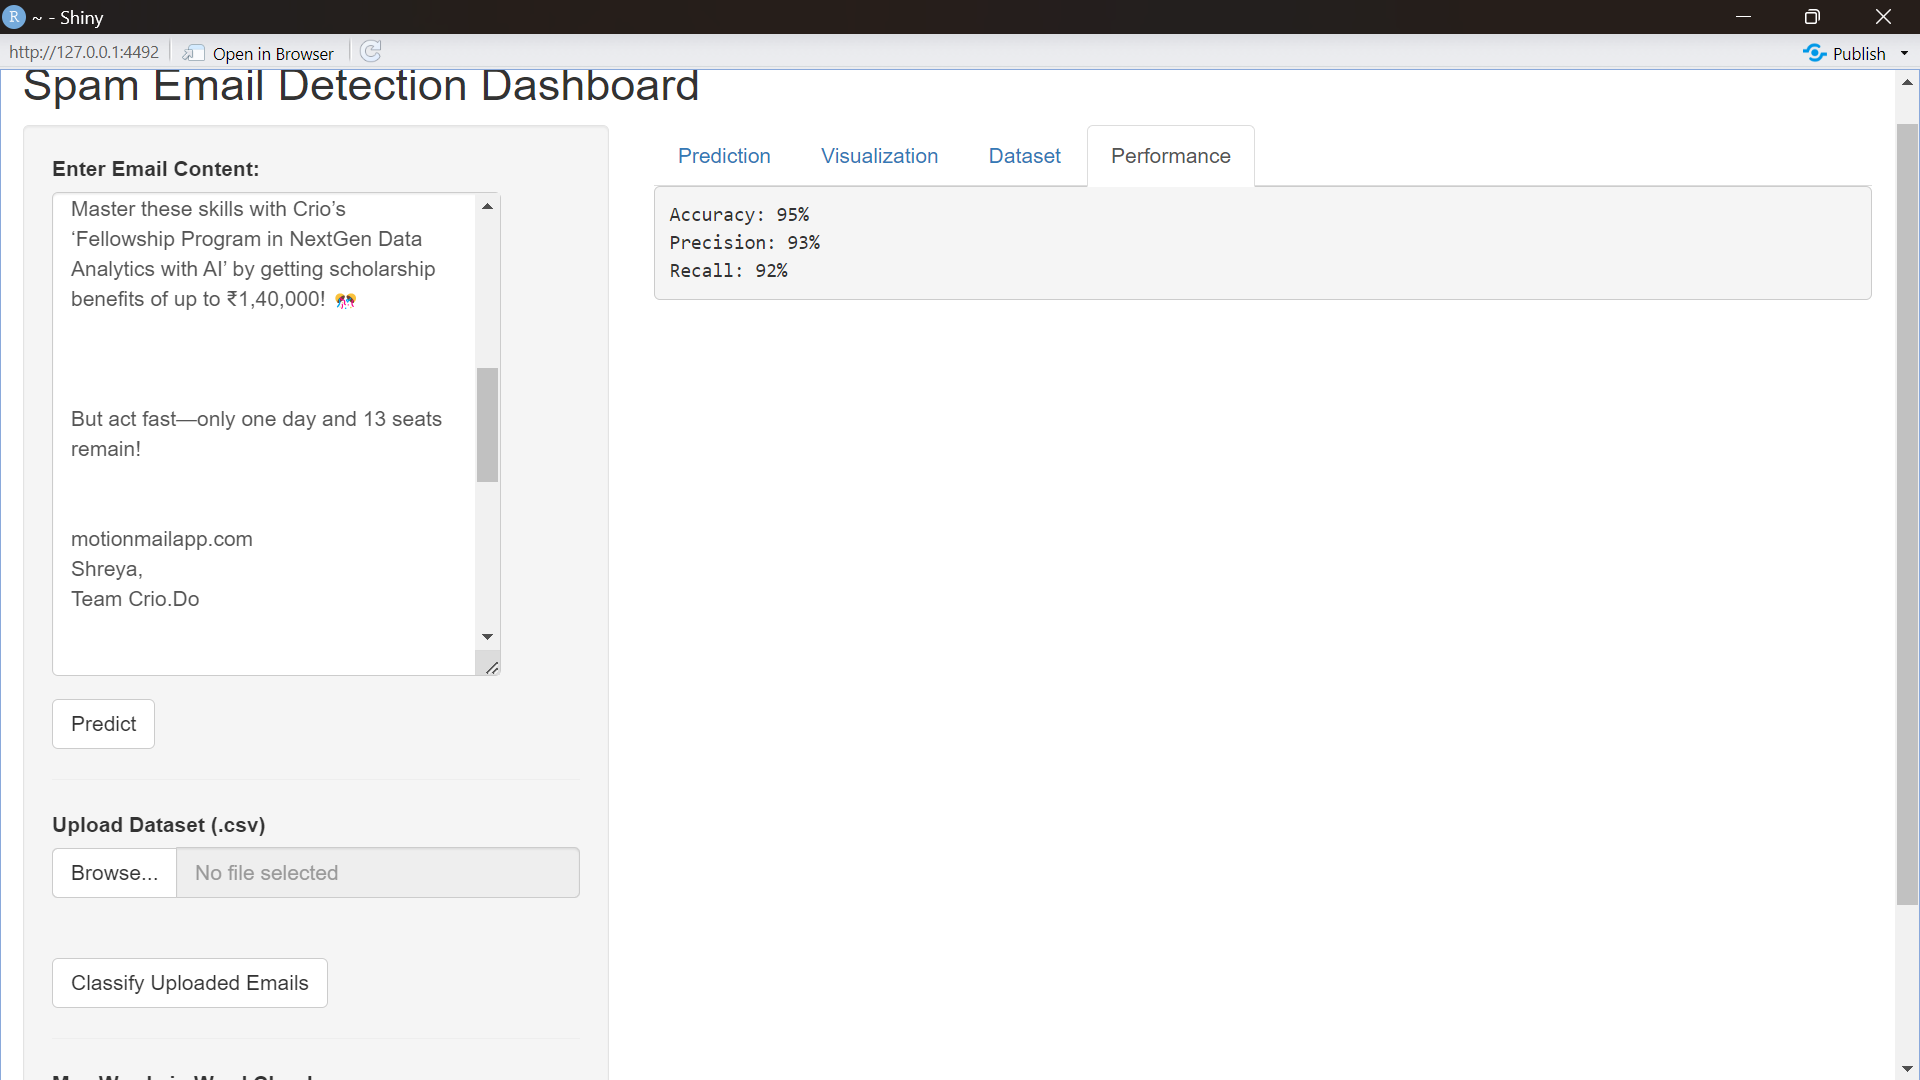 R ~ - Shiny
http://127.0.0.1:4492 Open in Browser Publish
Spam Email Detection Dashboard
Enter Email Content:
Master these skills with Crio’s
‘Fellowship Program in NextGen Data
Analytics with AI’ by getting scholarship
benefits of up to ₹1,40,000! 🎊
But act fast—only one day and 13 seats
remain!
motionmailapp.com
Shreya,
Team Crio.Do
Predict
Upload Dataset (.csv)
Browse... No file selected
Classify Uploaded Emails
Prediction Visualization Dataset Performance
Accuracy: 95%
Precision: 93%
Recall: 92%